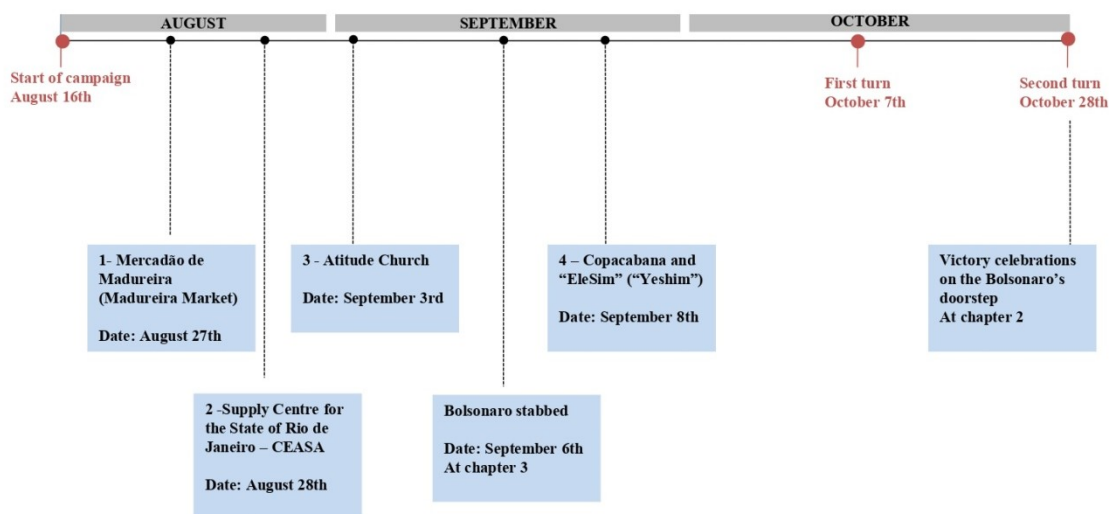 AUGUST
SEPTEMBER
OCTOBER
Start of campaign
August 16th
First turn
October 7th
Second turn
October 28th
1- Mercadão de
Madureira
(Madureira Market)
Date: August 27th
3 - Atitude Church
Date: September 3rd
4 – Copacabana and
“EleSim” (“Yeshim”)
Date: September 8th
Victory celebrations
on the Bolsonaro’s
doorstep
At chapter 2
2 -Supply Centre for
the State of Rio de
Janeiro – CEASA
Date: August 28th
Bolsonaro stabbed
Date: September 6th
At chapter 3